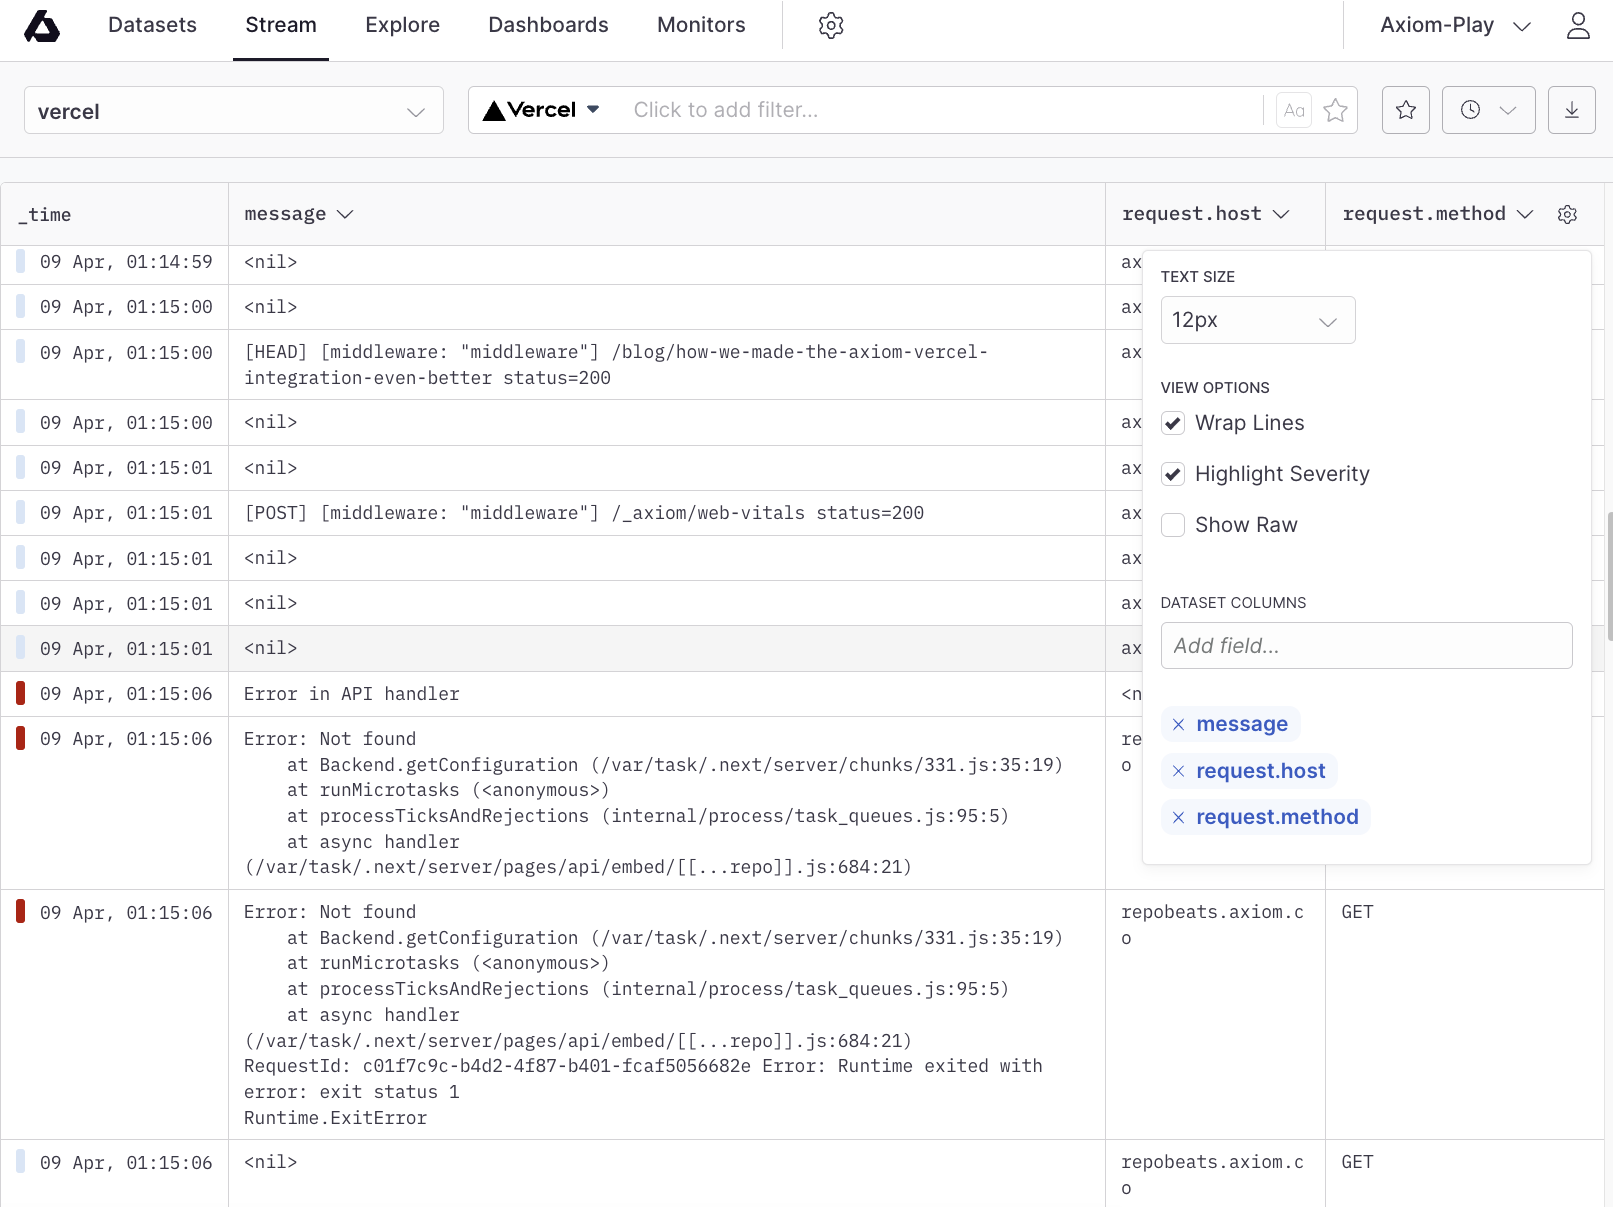 Datasets Stream Explore Dashboards Monitors Axiom-Play
vercel Vercel Click to add filter... Aa
_time message request.host request.method
09 Apr, 01:14:59 <nil> ax
09 Apr, 01:15:00 <nil> ax
09 Apr, 01:15:00 [HEAD] [middleware: "middleware"] /blog/how-we-made-the-axiom-vercel- ax
integration-even-better status=200
09 Apr, 01:15:00 <nil> ax
09 Apr, 01:15:01 <nil> ax
09 Apr, 01:15:01 [POST] [middleware: "middleware"] /_axiom/web-vitals status=200 ax
09 Apr, 01:15:01 <nil> ax
09 Apr, 01:15:01 <nil> ax
09 Apr, 01:15:01 <nil> ax
09 Apr, 01:15:06 Error in API handler <n
09 Apr, 01:15:06 Error: Not found re
at Backend.getConfiguration (/var/task/.next/server/chunks/331.js:35:19) o
at runMicrotasks (<anonymous>)
at processTicksAndRejections (internal/process/task_queues.js:95:5)
at async handler
(/var/task/.next/server/pages/api/embed/[[...repo]].js:684:21)
09 Apr, 01:15:06 Error: Not found repobeats.axiom.c GET
at Backend.getConfiguration (/var/task/.next/server/chunks/331.js:35:19) o
at runMicrotasks (<anonymous>)
at processTicksAndRejections (internal/process/task_queues.js:95:5)
at async handler
(/var/task/.next/server/pages/api/embed/[[...repo]].js:684:21)
RequestId: c01f7c9c-b4d2-4f87-b401-fcaf5056682e Error: Runtime exited with
error: exit status 1
Runtime.ExitError
09 Apr, 01:15:06 <nil> repobeats.axiom.c GET
o
TEXT SIZE
12px
VIEW OPTIONS
Wrap Lines
Highlight Severity
Show Raw
DATASET COLUMNS
Add field...
message
request.host
request.method